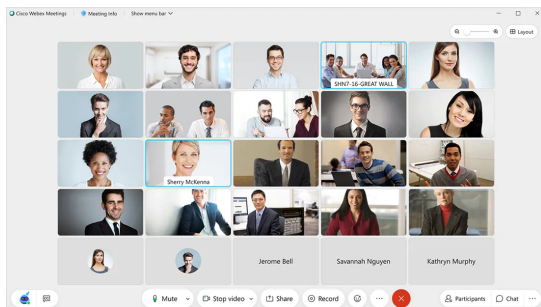 Cisco Webex Meetings
Meeting Info
Show menu bar
Layout
SHN7-16-GREAT WALL
Sherry McKenna
Jerome Bell
Savannah Nguyen
Kathryn Murphy
Mute
Stop video
Share
Record
Participants
Chat